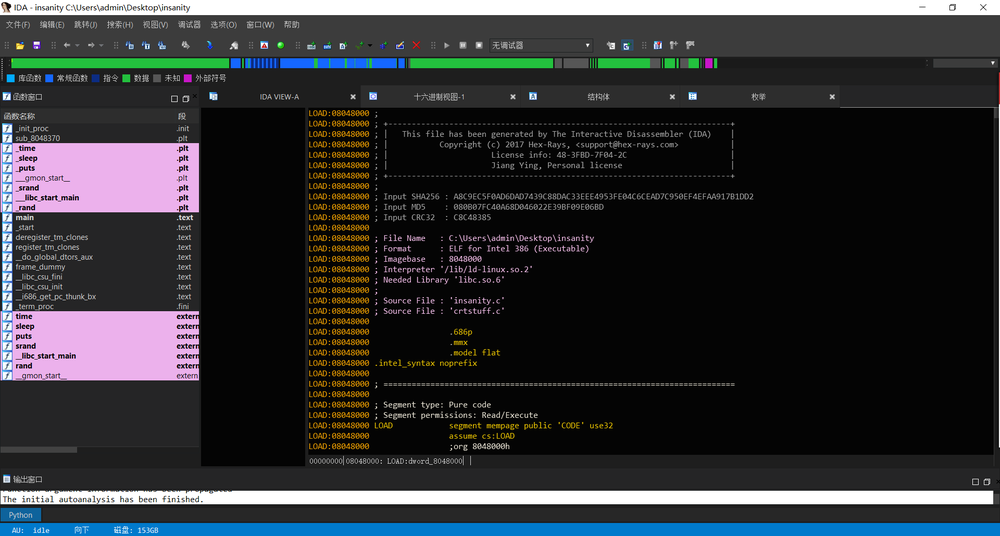 IDA - insanity C:\Users\admin\Desktop\insanity
文件(F) 编辑(E) 跳转(J) 搜索(H) 视图(V) 调试器 选项(O) 窗口(W) 帮助
无调试器
库函数 常规函数 指令 数据 未知 外部符号
函数窗口
函数名称 段
_init_proc .init
sub_8048370 .plt
_time .plt
_sleep .plt
_puts .plt
___gmon_start__ .plt
_srand .plt
__libc_start_main .plt
_rand .plt
main .text
_start .text
deregister_tm_clones .text
register_tm_clones .text
__do_global_dtors_aux .text
frame_dummy .text
__libc_csu_fini .text
__libc_csu_init .text
__i686_get_pc_thunk_bx .text
_term_proc .fini
time extern
sleep extern
puts extern
srand extern
__libc_start_main extern
rand extern
__gmon_start__ extern
IDA VIEW-A 十六进制视图-1 结构体 枚举
LOAD:08048000 ;
LOAD:08048000 ; +-------------------------------------------------------------------------+
LOAD:08048000 ; | This file has been generated by The Interactive Disassembler (IDA) |
LOAD:08048000 ; | Copyright (c) 2017 Hex-Rays, <support@hex-rays.com> |
LOAD:08048000 ; | License info: 48-3FBD-7F04-2C |
LOAD:08048000 ; | Jiang Ying, Personal license |
LOAD:08048000 ; +-------------------------------------------------------------------------+
LOAD:08048000 ;
LOAD:08048000 ; Input SHA256 : A8C9EC5F0AD6DAD7439C88DAC33EEE4953FE04C6CEAD7C950EF4EFAA917B1DD2
LOAD:08048000 ; Input MD5 : 080B07FC40A68D046022E39BF09E06BD
LOAD:08048000 ; Input CRC32 : C8C48385
LOAD:08048000
LOAD:08048000 ; File Name : C:\Users\admin\Desktop\insanity
LOAD:08048000 ; Format : ELF for Intel 386 (Executable)
LOAD:08048000 ; Imagebase : 8048000
LOAD:08048000 ; Interpreter '/lib/ld-linux.so.2'
LOAD:08048000 ; Needed Library 'libc.so.6'
LOAD:08048000 ;
LOAD:08048000 ; Source File : 'insanity.c'
LOAD:08048000 ; Source File : 'crtstuff.c'
LOAD:08048000
LOAD:08048000 .686p
LOAD:08048000 .mmx
LOAD:08048000 .model flat
LOAD:08048000 .intel_syntax noprefix
LOAD:08048000
LOAD:08048000 ; ===========================================================================
LOAD:08048000
LOAD:08048000 ; Segment type: Pure code
LOAD:08048000 ; Segment permissions: Read/Execute
LOAD:08048000 LOAD segment mempage public 'CODE' use32
LOAD:08048000 assume cs:LOAD
LOAD:08048000 ;org 8048000h
00000000|08048000: LOAD:dword_8048000|
输出窗口
Function argument information has been propagated
The initial autoanalysis has been finished.
Python
AU: idle 向下 磁盘: 153GB